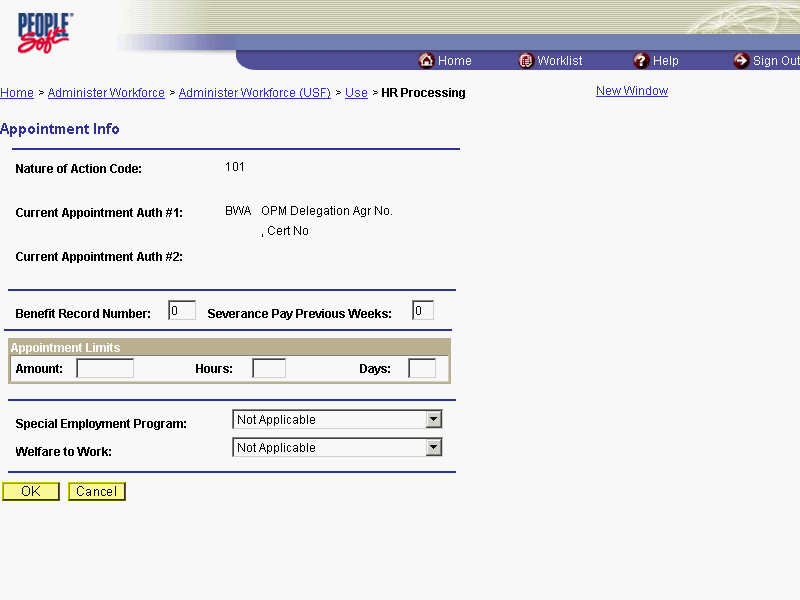 PEOPLE
Soft
Home Worklist Help Sign Out
Home > Administer Workforce > Administer Workforce (USF) > Use > HR Processing New Window
Appointment Info
Nature of Action Code: 101
Current Appointment Auth #1: BWA OPM Delegation Agr No.
, Cert No
Current Appointment Auth #2:
Benefit Record Number: 0 Severance Pay Previous Weeks: 0
Appointment Limits
Amount: Hours: Days:
Special Employment Program: Not Applicable
Welfare to Work: Not Applicable
OK Cancel